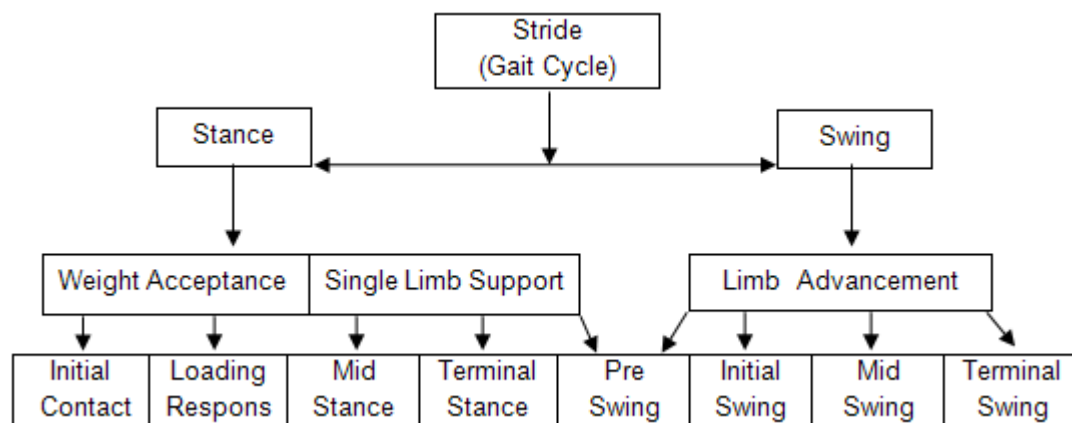 Stride
(Gait Cycle)
Stance
Swing
Weight Acceptance
Single Limb Support
Limb Advancement
Initial
Contact
Loading
Respons
Mid
Stance
Terminal
Stance
Pre
Swing
Initial
Swing
Mid
Swing
Terminal
Swing